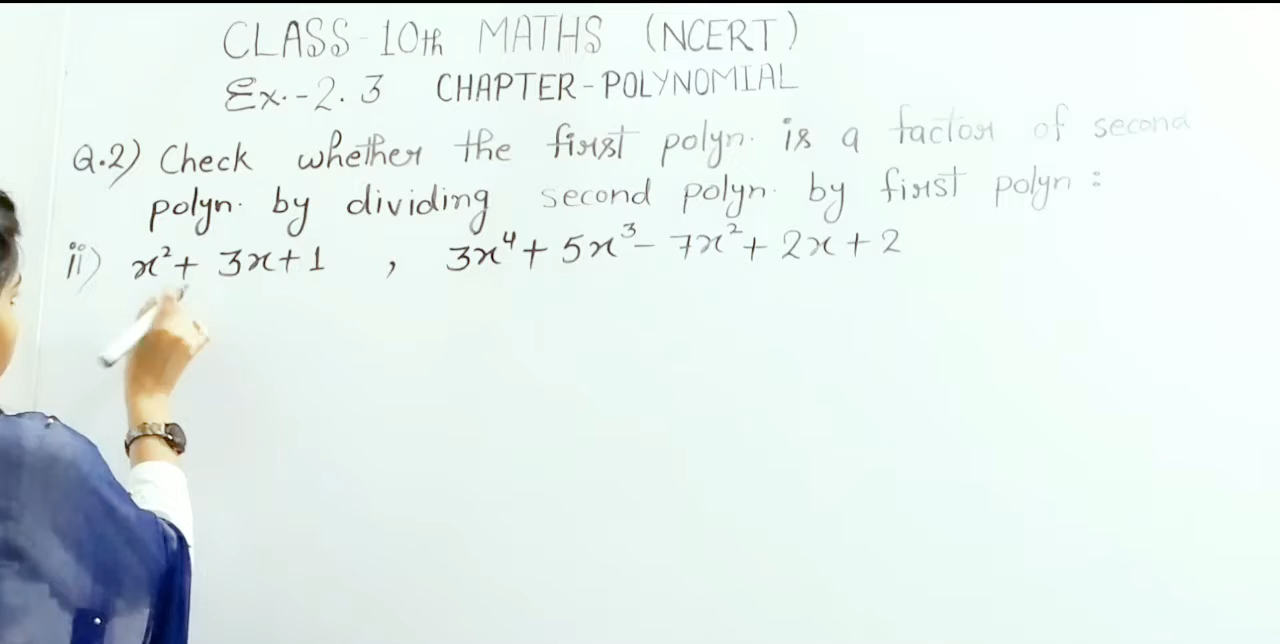 CLASS-10th MATHS (NCERT)
Ex.-2.3 CHAPTER-POLYNOMIAL
Q.2) Check whether the first polyn. is a factor of second
polyn. by dividing second polyn. by first polyn :
ii) x²+ 3x+1 , 3x⁴+ 5x³- 7x²+ 2x+2